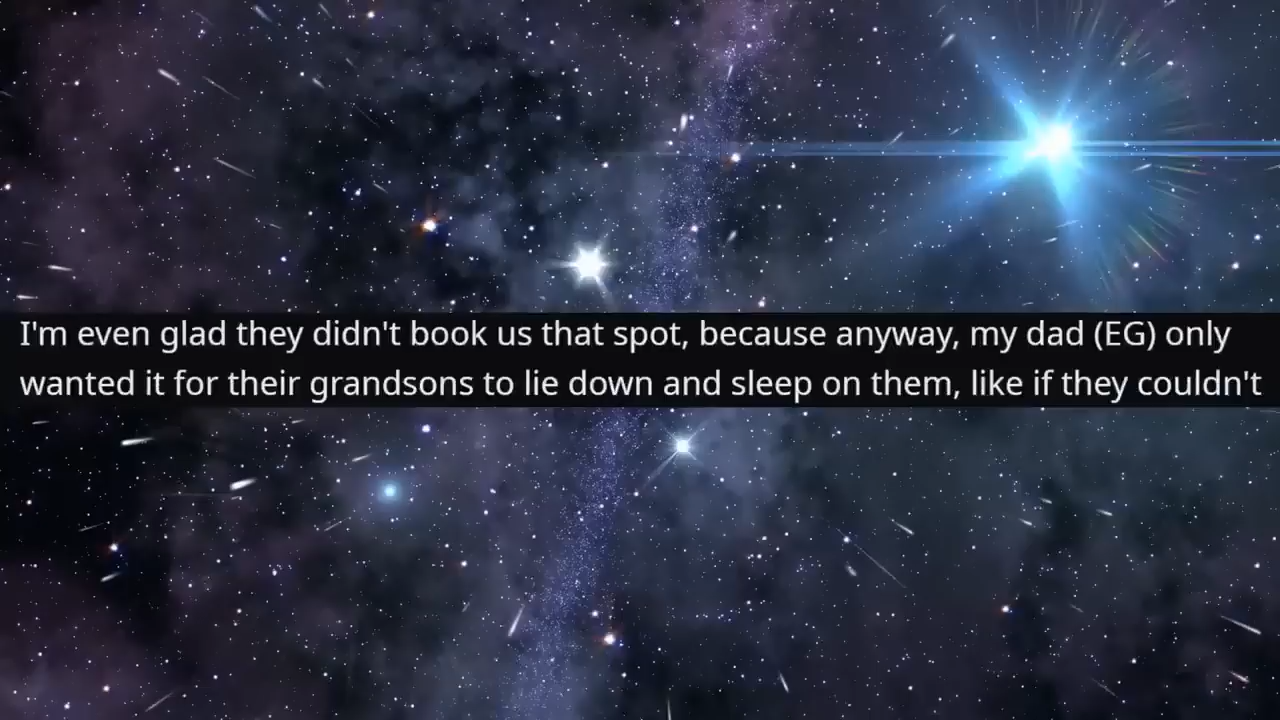 I'm even glad they didn't book us that spot, because anyway, my dad (EG) only
wanted it for their grandsons to lie down and sleep on them, like if they couldn't